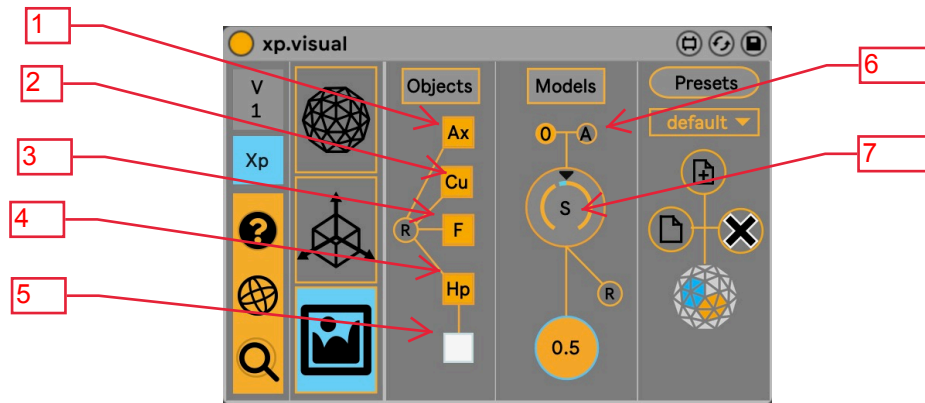 1
2
3
4
5
6
7
xp.visual
V
1
Xp
?
Objects
Ax
Cu
R
F
Hp
Models
O
A
S
R
0.5
Presets
default